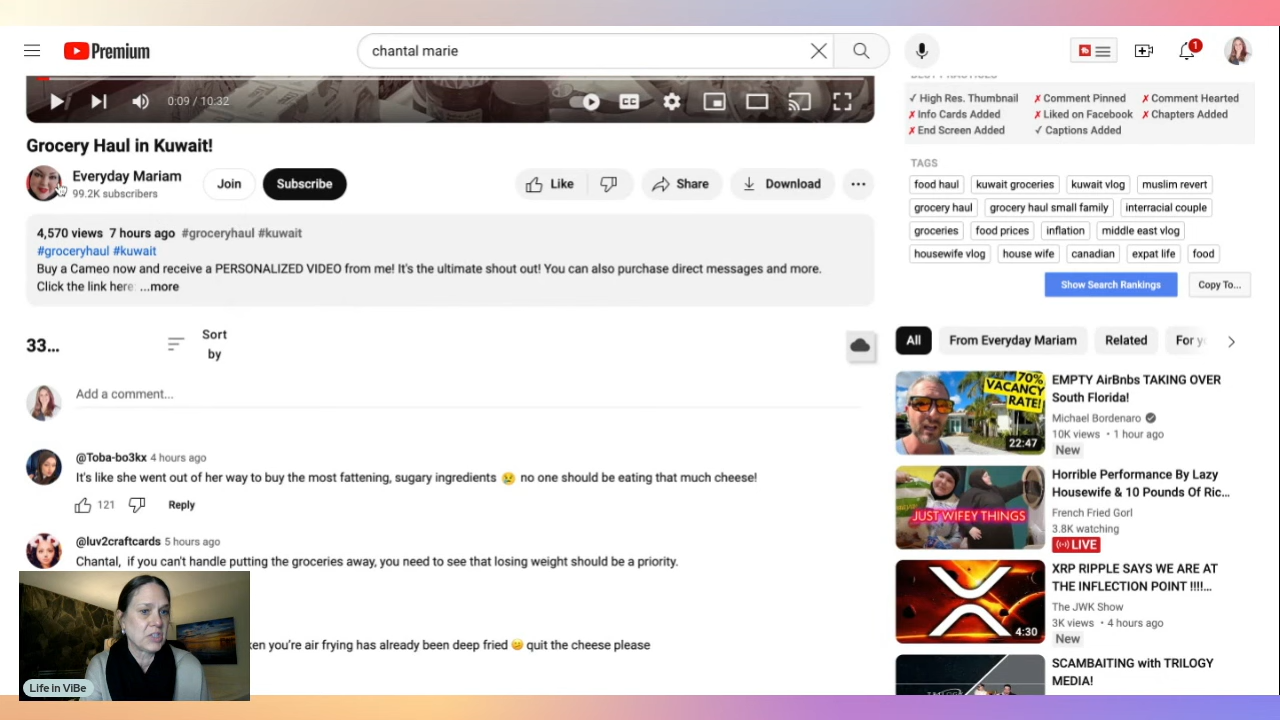 Premium
chantal marie
1
0:09 / 10:32
CC
Grocery Haul in Kuwait!
Everyday Mariam
99.2K subscribers
Join
Subscribe
Like
Share
Download
4,570 views 7 hours ago #groceryhaul #kuwait
#groceryhaul #kuwait
Buy a Cameo now and receive a PERSONALIZED VIDEO from me! It's the ultimate shout out! You can also purchase direct messages and more.
Click the link here: ...more
33...
Sort
by
Add a comment...
@Toba-bo3kx 4 hours ago
It's like she went out of her way to buy the most fattening, sugary ingredients 😢 no one should be eating that much cheese!
121
Reply
@luv2craftcards 5 hours ago
Chantal, if you can't handle putting the groceries away, you need to see that losing weight should be a priority.
you're air frying has already been deep fried 🫤 quit the cheese please
Life in ViBe
BEST PRACTICES
✓ High Res. Thumbnail ✗ Comment Pinned ✗ Comment Hearted
✗ Info Cards Added ✗ Liked on Facebook ✗ Chapters Added
✗ End Screen Added ✓ Captions Added
TAGS
food haul kuwait groceries kuwait vlog muslim revert
grocery haul grocery haul small family interracial couple
groceries food prices inflation middle east vlog
housewife vlog house wife canadian expat life food
Show Search Rankings Copy To...
All From Everyday Mariam Related For
70%
VACANCY
RATE!
22:47
EMPTY AirBnbs TAKING OVER
South Florida!
Michael Bordenaro
10K views • 1 hour ago
New
JUST WIFEY THINGS
Horrible Performance By Lazy
Housewife & 10 Pounds Of Ric...
French Fried Gorl
3.8K watching
LIVE
4:30
XRP RIPPLE SAYS WE ARE AT
THE INFLECTION POINT !!!!...
The JWK Show
3K views • 4 hours ago
New
SCAMBAITING with TRILOGY
MEDIA!